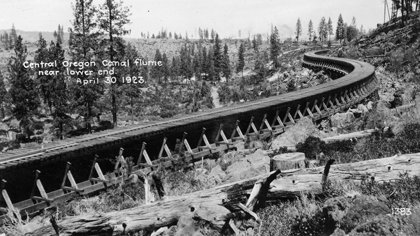 Central Oregon Canal flume
near lower end
April 30 1923
1383